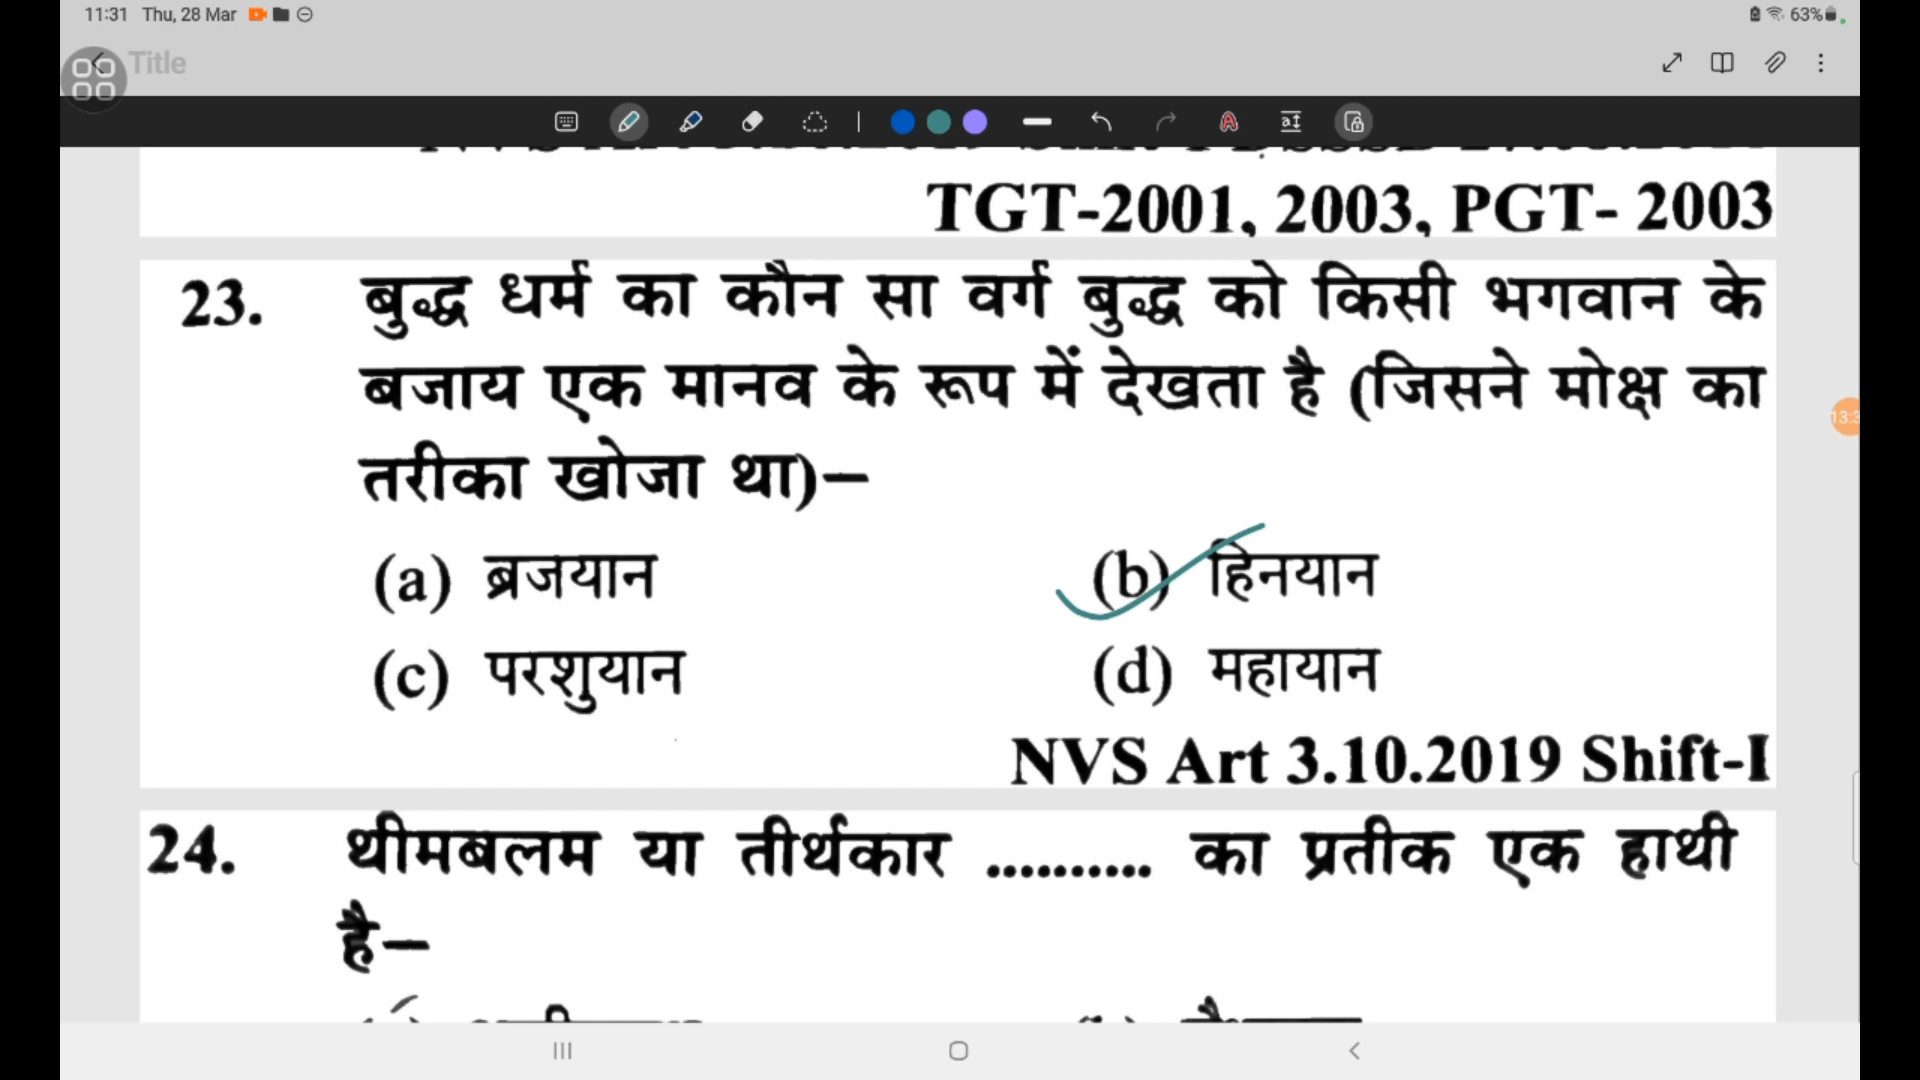 11:31 Thu, 28 Mar
63%
Title
TGT-2001, 2003, PGT- 2003
23. बुद्ध धर्म का कौन सा वर्ग बुद्ध को किसी भगवान के
बजाय एक मानव के रूप में देखता है (जिसने मोक्ष का
तरीका खोजा था)–
(a) ब्रजयान (b) हिनयान
(c) परशुयान (d) महायान
NVS Art 3.10.2019 Shift-I
24. थीमबलम या तीर्थकार .......... का प्रतीक एक हाथी
है–